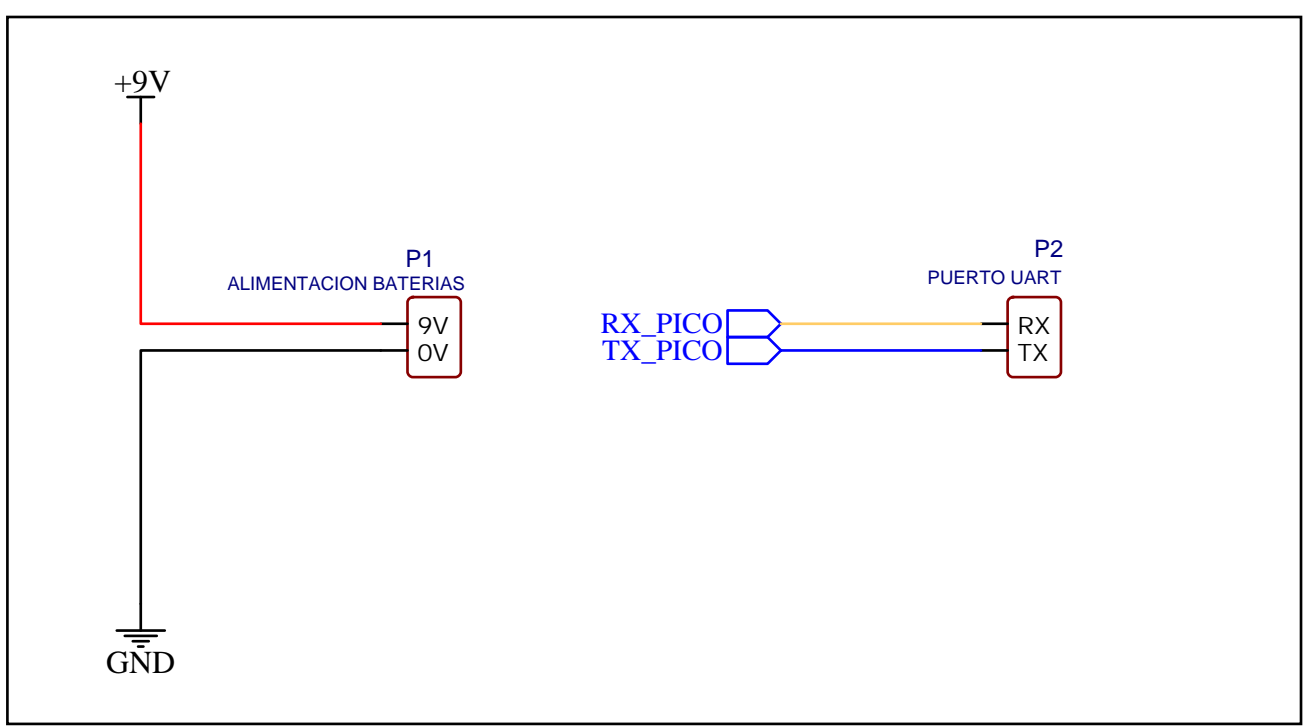 +9V
P1
ALIMENTACION BATERIAS
9V
0V
GND
P2
PUERTO UART
RX_PICO
TX_PICO
RX
TX